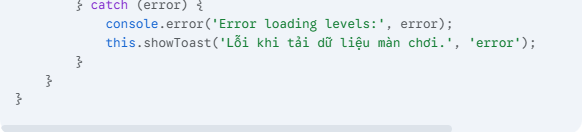 } catch (error) {
console.error('Error loading levels:', error);
this.showToast('Lỗi khi tải dữ liệu màn chơi.', 'error');
}
}
}